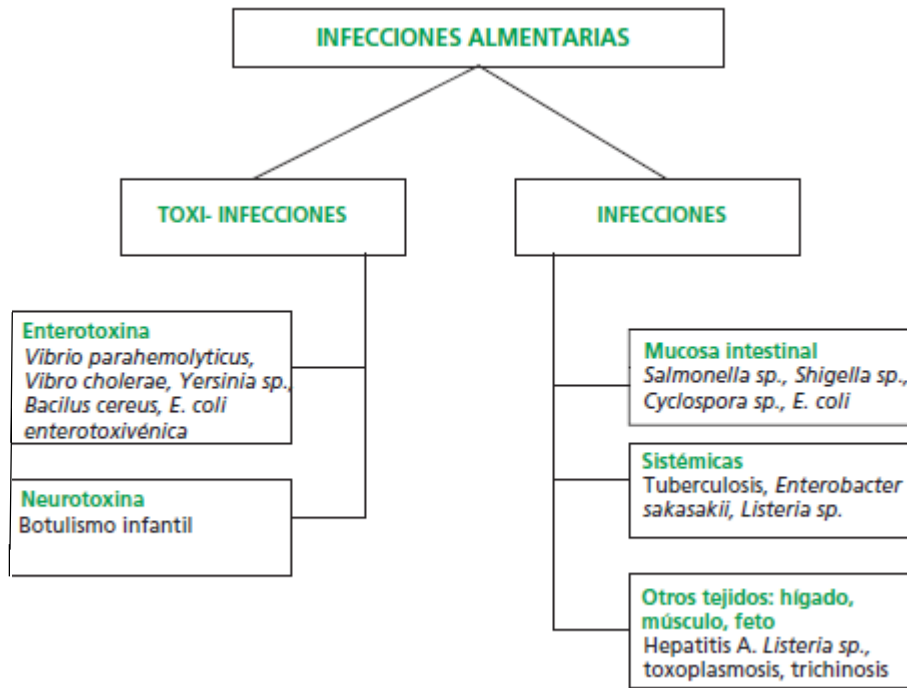 INFECCIONES ALMENTARIAS
TOXI- INFECCIONES
INFECCIONES
Enterotoxina
Vibrio parahemolyticus,
Vibro cholerae, Yersinia sp.,
Bacilus cereus, E. coli
enterotoxivénica
Neurotoxina
Botulismo infantil
Mucosa intestinal
Salmonella sp., Shigella sp.,
Cyclospora sp., E. coli
Sistémicas
Tuberculosis, Enterobacter
sakasakii, Listeria sp.
Otros tejidos: hígado,
músculo, feto
Hepatitis A. Listeria sp.,
toxoplasmosis, trichinosis